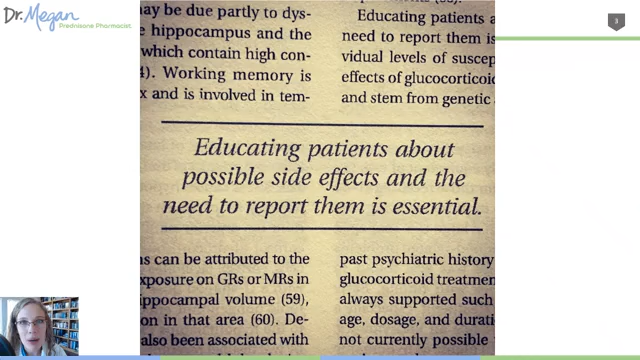 Dr. Megan
Prednisone Pharmacist.
3
may be due partly to dys-
e hippocampus and the
which contain high con-
4). Working memory is
x and is involved in tem-
Educating patients a
need to report them is
vidual levels of suscep
effects of glucocorticoid
and stem from genetic
Educating patients about
possible side effects and the
need to report them is essential.
ns can be attributed to the
xposure on GRs or MRs in
ippocampal volume (59),
on in that area (60). De-
also been associated with
past psychiatric history
glucocorticoid treatmen
always supported such
age, dosage, and durati
not currently possible